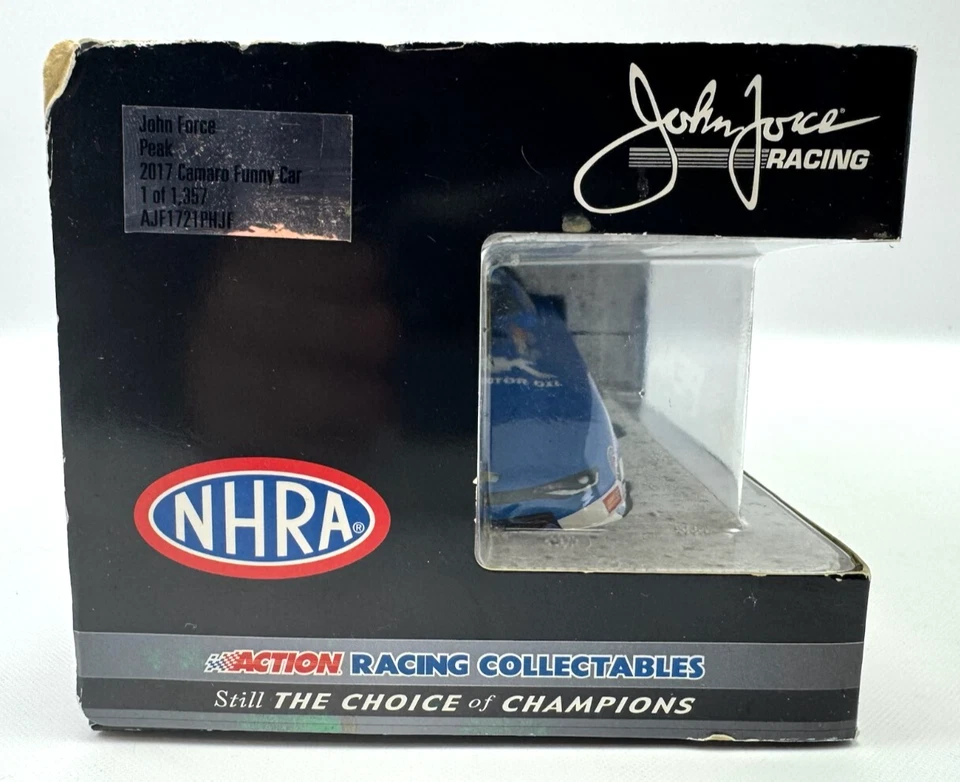 John Force
Peak
2017 Camaro Funny Car
1 of 1,357
AJF1721PHJF
John Force
RACING
OIL
NHRA®
ACTION RACING COLLECTABLES
Still THE CHOICE of CHAMPIONS